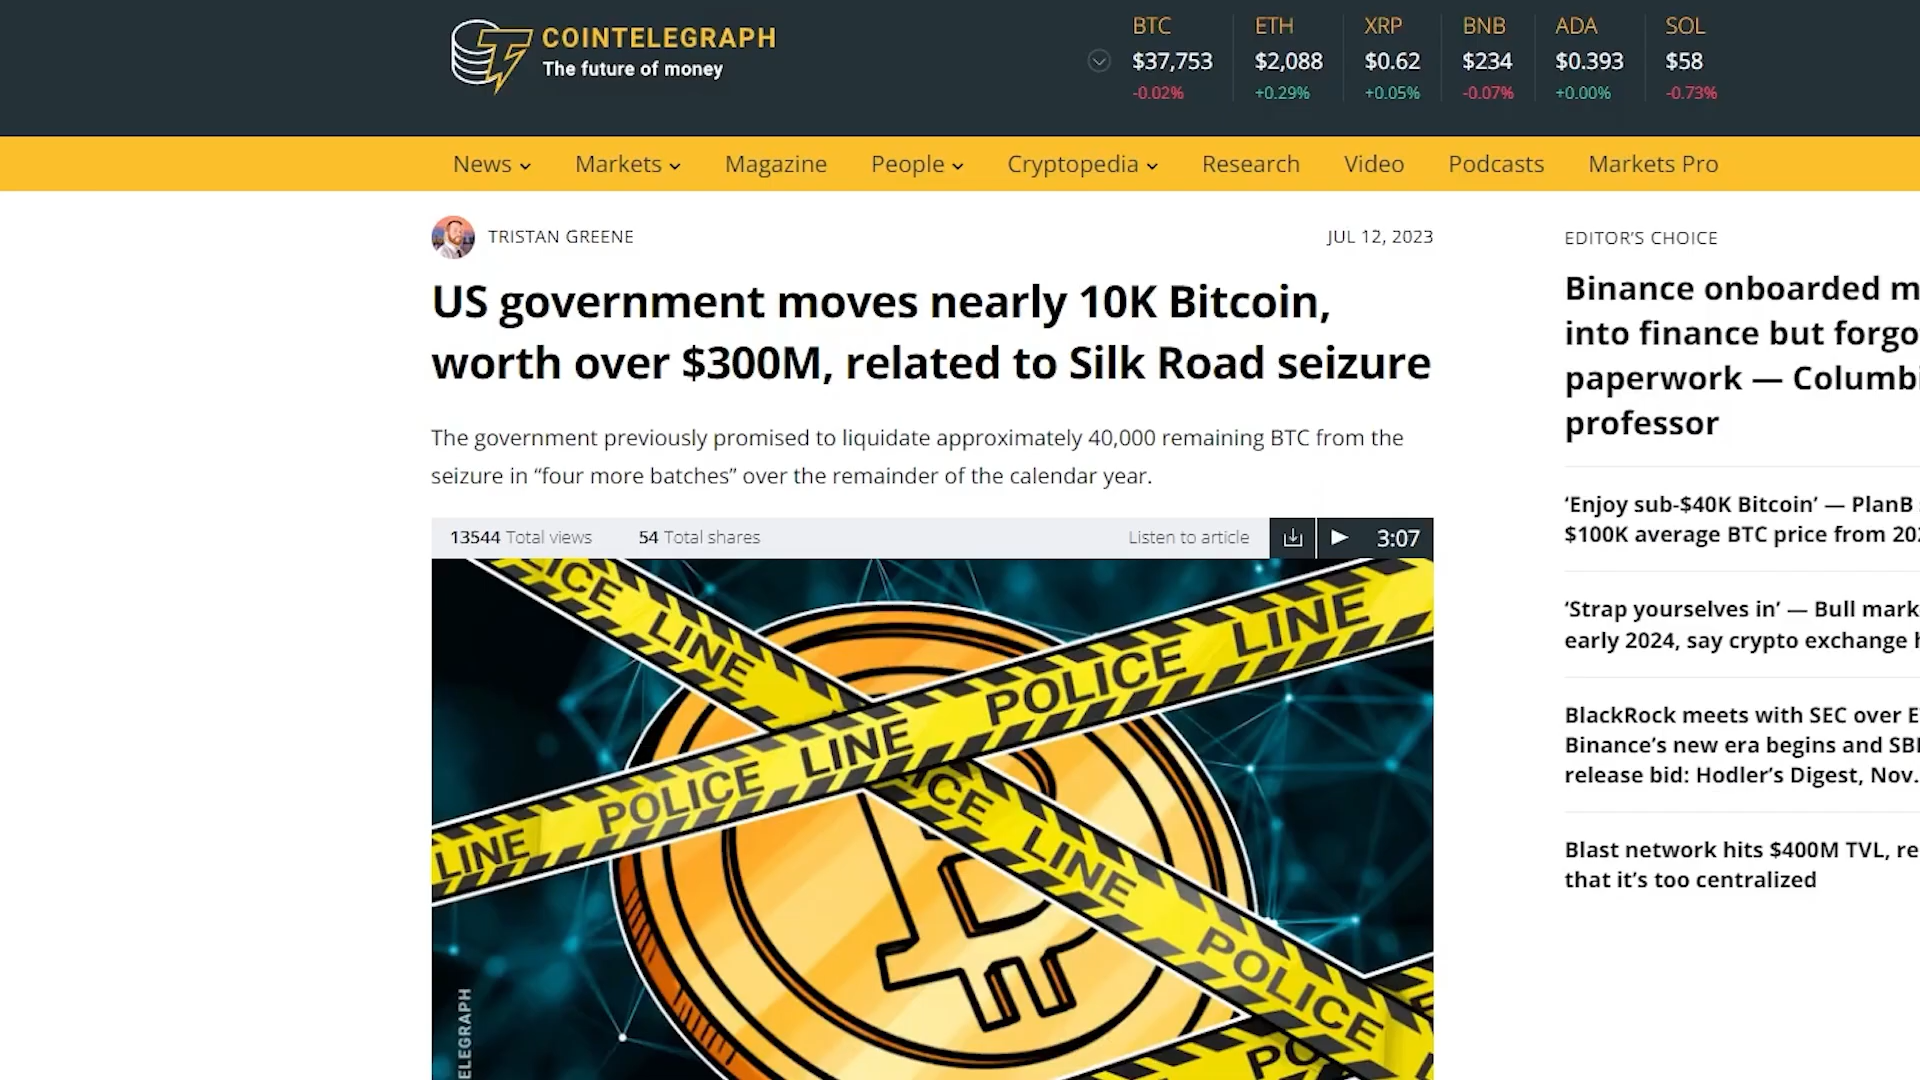 COINTELEGRAPH
The future of money
BTC ETH XRP BNB ADA SOL
$37,753 $2,088 $0.62 $234 $0.393 $58
-0.02% +0.29% +0.05% -0.07% +0.00% -0.73%
News Markets Magazine People Cryptopedia Research Video Podcasts Markets Pro
TRISTAN GREENE JUL 12, 2023
US government moves nearly 10K Bitcoin,
worth over $300M, related to Silk Road seizure
The government previously promised to liquidate approximately 40,000 remaining BTC from the
seizure in “four more batches” over the remainder of the calendar year.
13544 Total views 54 Total shares Listen to article 3:07
ICE LINE
POLICE LINE
LINE POLICE LINE
ICE LINE POLICE
PO
ELEGRAPH
EDITOR'S CHOICE
Binance onboarded m
into finance but forgo
paperwork — Columbi
professor
‘Enjoy sub-$40K Bitcoin’ — PlanB
$100K average BTC price from 20
‘Strap yourselves in’ — Bull mark
early 2024, say crypto exchange
BlackRock meets with SEC over E
Binance’s new era begins and SB
release bid: Hodler’s Digest, Nov.
Blast network hits $400M TVL, re
that it’s too centralized